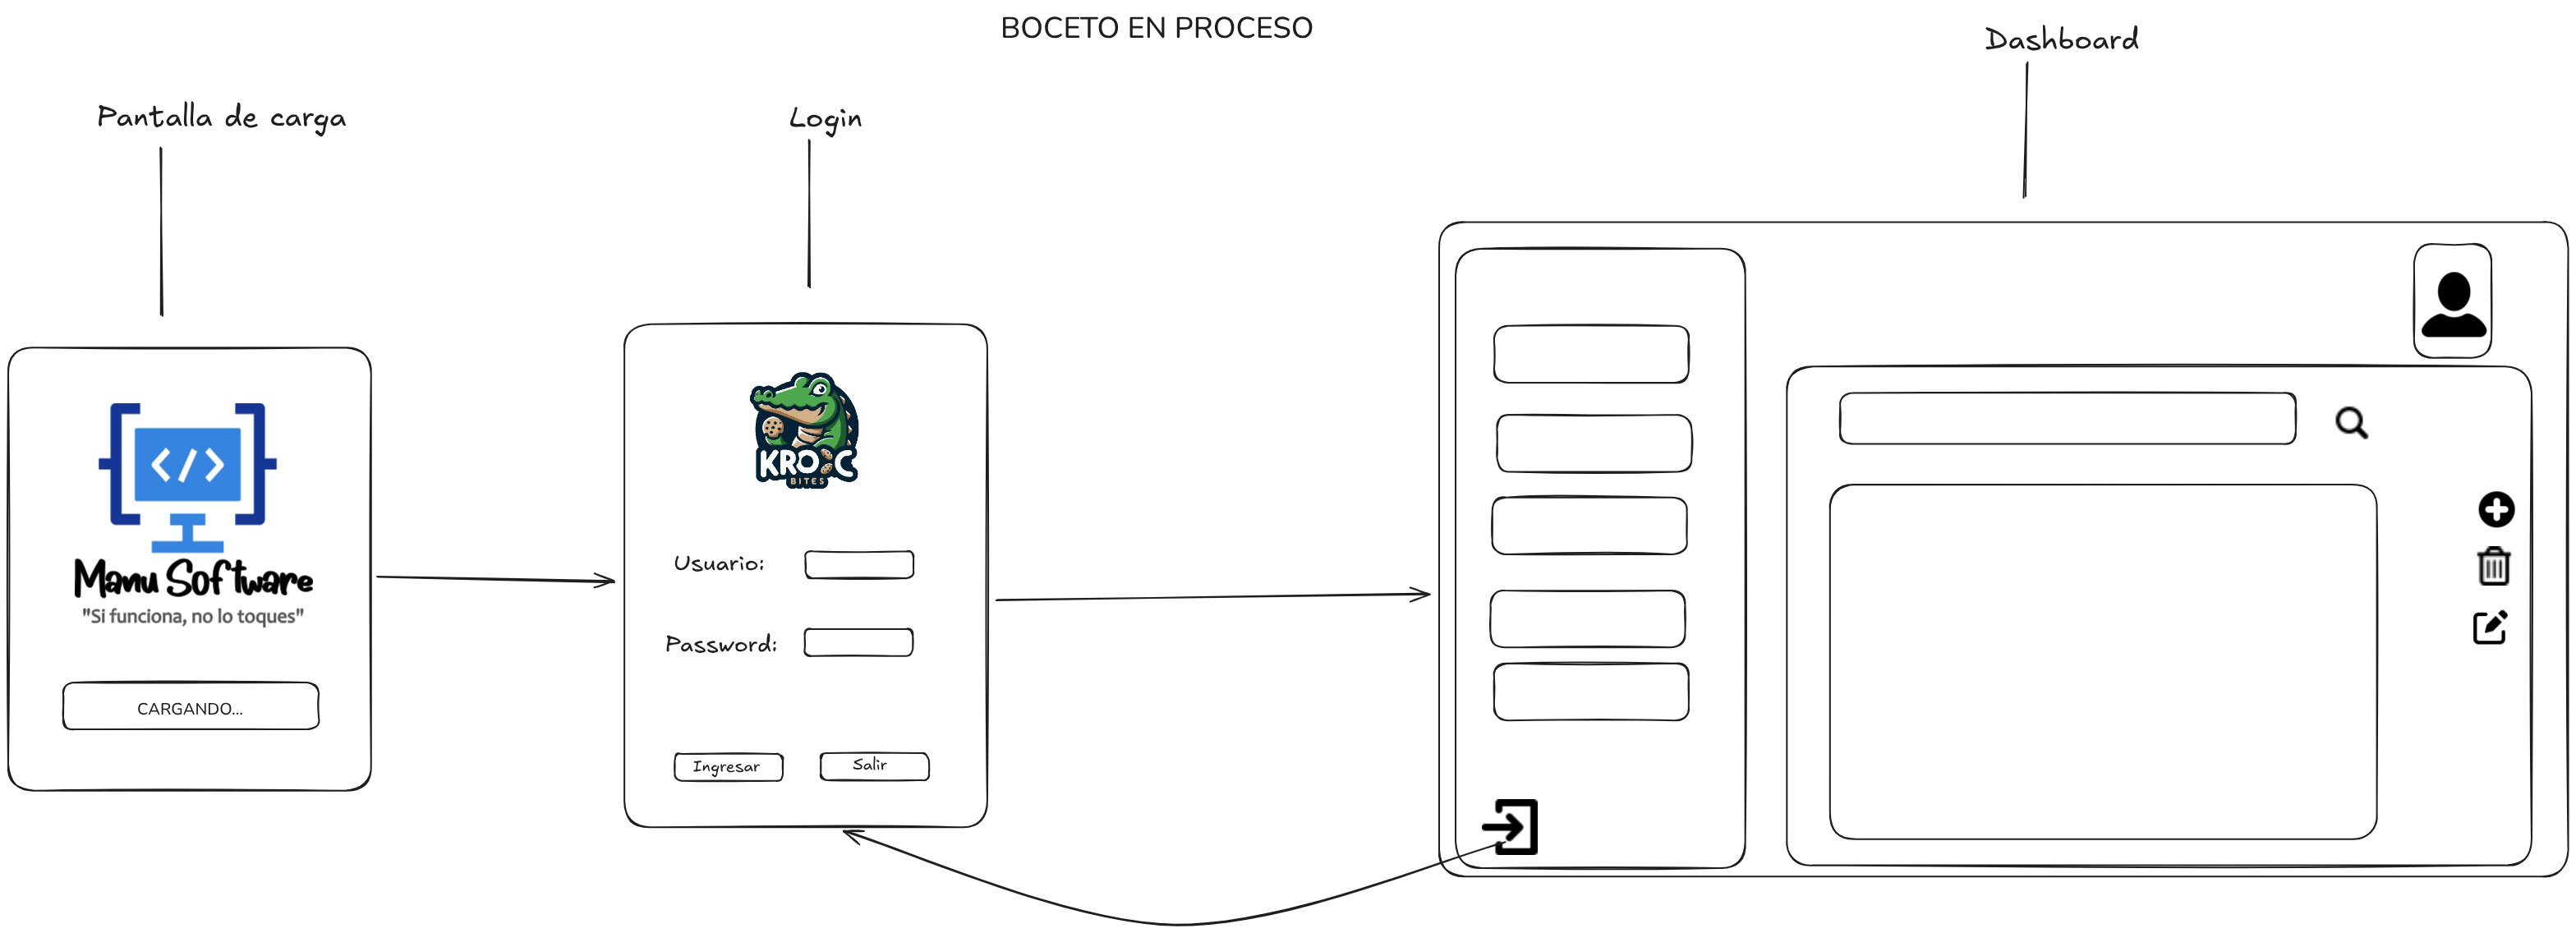 BOCETO EN PROCESO
Dashboard
Pantalla de carga
Login
Manu Software
"Si funciona, no lo toques"
CARGANDO...
KROC
BITES
Usuario:
Password:
Ingresar
Salir